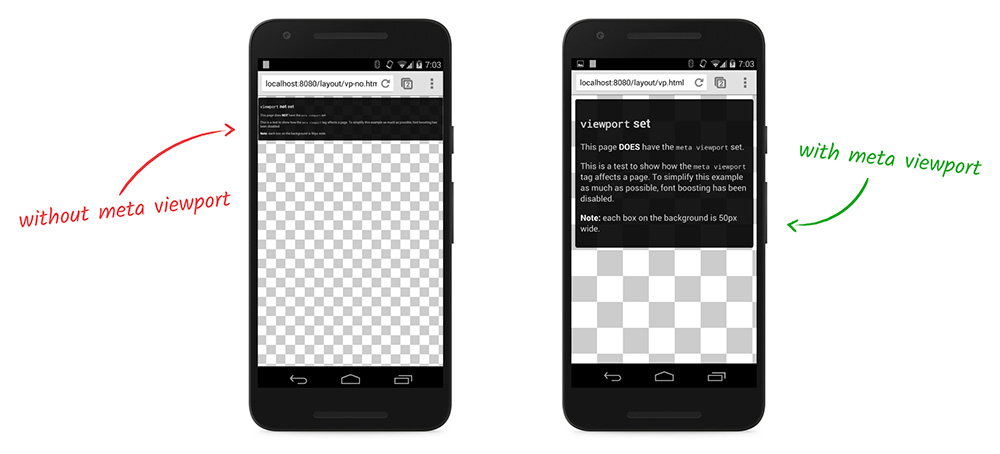 7:03
localhost:8080/layout/vp-no.htm
2
viewport not set
This page does NOT have the meta viewport set
This is a test to show how the meta viewport tag affects a page. To simplify this example as much as possible, font boosting has
been disabled.
Note: each box on the background is 50px wide.
without meta viewport
7:03
localhost:8080/layout/vp.html
2
viewport set
This page DOES have the meta viewport set.
This is a test to show how the meta viewport
tag affects a page. To simplify this example
as much as possible, font boosting has been
disabled.
Note: each box on the background is 50px
wide.
with meta viewport